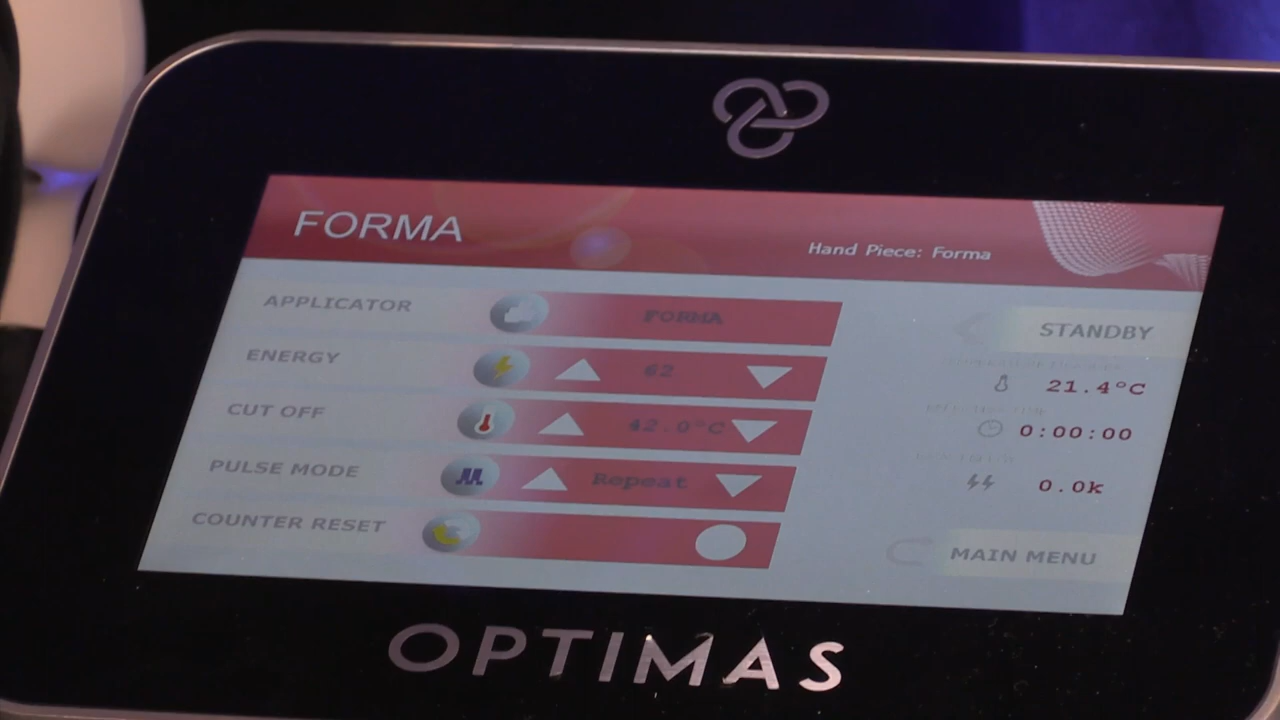 FORMA
Hand Piece: Forma
APPLICATOR FORMA
STANDBY
ENERGY 62
21.4°C
CUT OFF 42.0°C
0:00:00
PULSE MODE Repeat
0.0k
COUNTER RESET
MAIN MENU
OPTIMAS